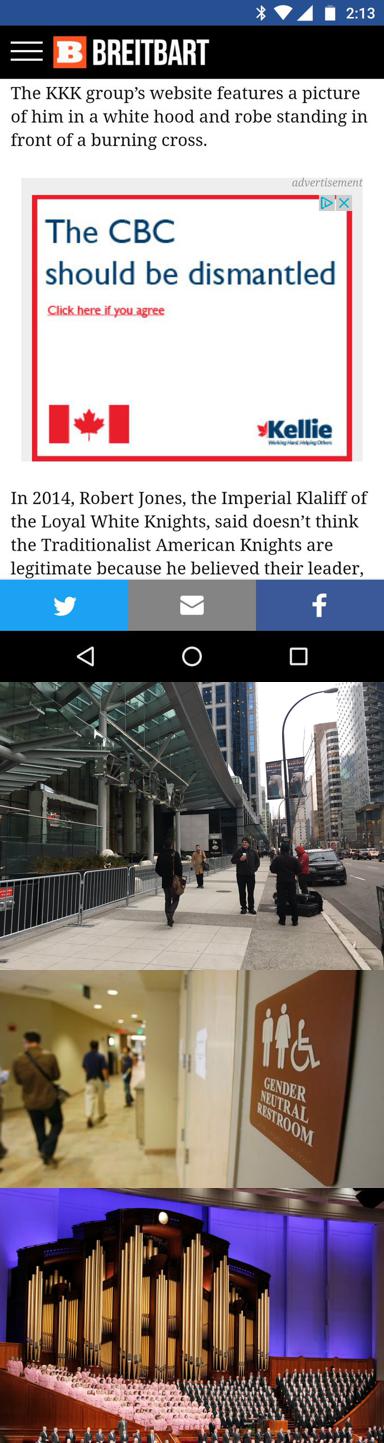 2:13
BREITBART
The KKK group's website features a picture
of him in a white hood and robe standing in
front of a burning cross.
advertisement
The CBC
should be dismantled
Click here if you agree
Kellie
Working Hard. Helping Others.
In 2014, Robert Jones, the Imperial Klaliff of
the Loyal White Knights, said doesn't think
the Traditionalist American Knights are
legitimate because he believed their leader,
GENDER
NEUTRAL
RESTROOM